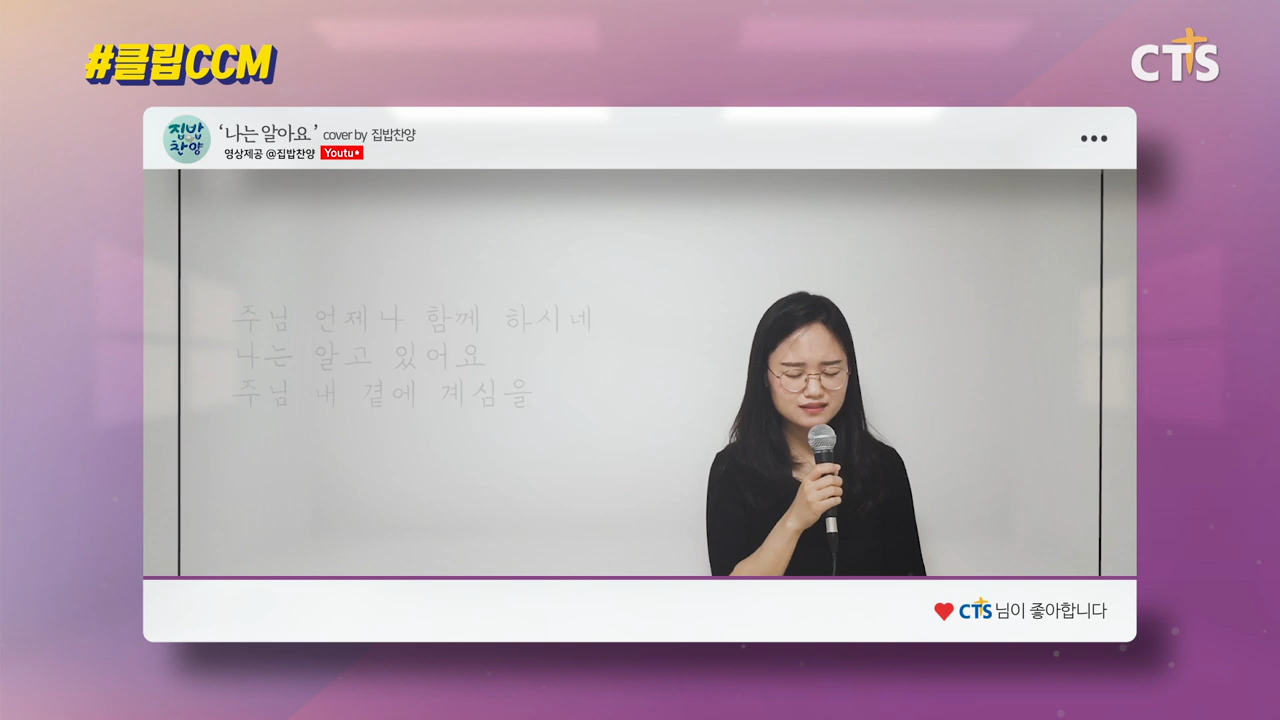 #클립CCM
CTS
집밥
찬양
‘나는 알아요’ cover by 집밥찬양
영상제공 @집밥찬양 Youtu
주님 언제나 함께 하시네
나는 알고 있어요
주님 내 곁에 계심을
CTS 님이 좋아합니다